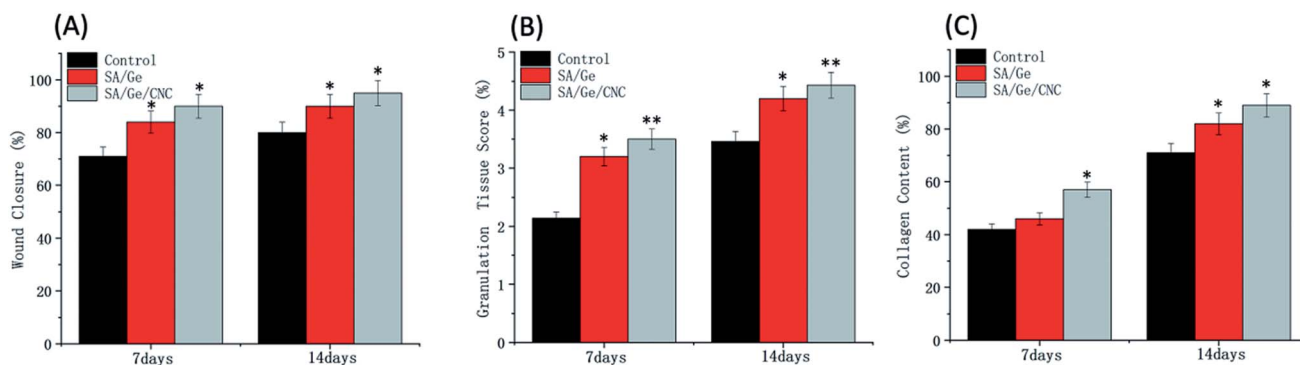 (A)
Control
SA/Ge
SA/Ge/CNC
100
80
60
40
20
0
Wound Closure (%)
* * * *
7days 14days
(B)
Control
SA/Ge
SA/Ge/CNC
5
4
3
2
1
0
Granulation Tissue Score (%)
* ** * **
7days 14days
(C)
Control
SA/Ge
SA/Ge/CNC
100
80
60
40
20
0
Collagen Content (%)
* * *
7days 14days